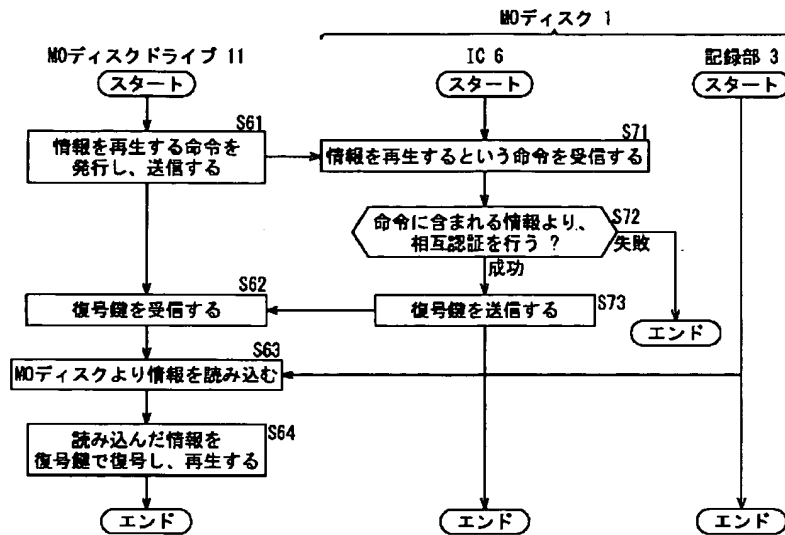 MOディスク 1
MOディスクドライブ 11
IC 6
記録部 3
スタート
スタート
スタート
S61
情報を再生する命令を
発行し、送信する
S71
情報を再生するという命令を受信する
命令に含まれる情報より、
相互認証を行う ?
S72
失敗
成功
S62
復号鍵を受信する
復号鍵を送信する
S73
エンド
S63
MOディスクより情報を読み込む
読み込んだ情報を
復号鍵で復号し、再生する
S64
エンド
エンド
エンド